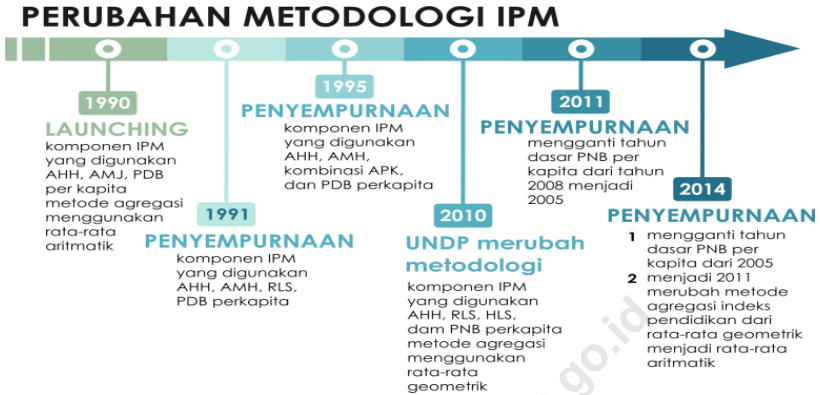 PERUBAHAN METODOLOGI IPM
1990
LAUNCHING
komponen IPM
yang digunakan
AHH, AMJ, PDB
per kapita
metode agregasi
menggunakan
rata-rata
aritmatik
1991
PENYEMPURNAAN
komponen IPM
yang digunakan
AHH, AMH, RLS,
PDB perkapita
1995
PENYEMPURNAAN
komponen IPM
yang digunakan
AHH, AMH,
kombinasi APK,
dan PDB perkapita
2010
UNDP merubah
metodologi
komponen IPM
yang digunakan
AHH, RLS, HLS,
dam PNB perkapita
metode agregasi
menggunakan
rata-rata
geometrik
2011
PENYEMPURNAAN
mengganti tahun
dasar PNB per
kapita dari tahun
2008 menjadi
2005
2014
PENYEMPURNAAN
1 mengganti tahun
dasar PNB per
kapita dari 2005
2 menjadi 2011
merubah metode
agregasi indeks
pendidikan dari
rata-rata geometrik
menjadi rata-rata
aritmatik
.go.id